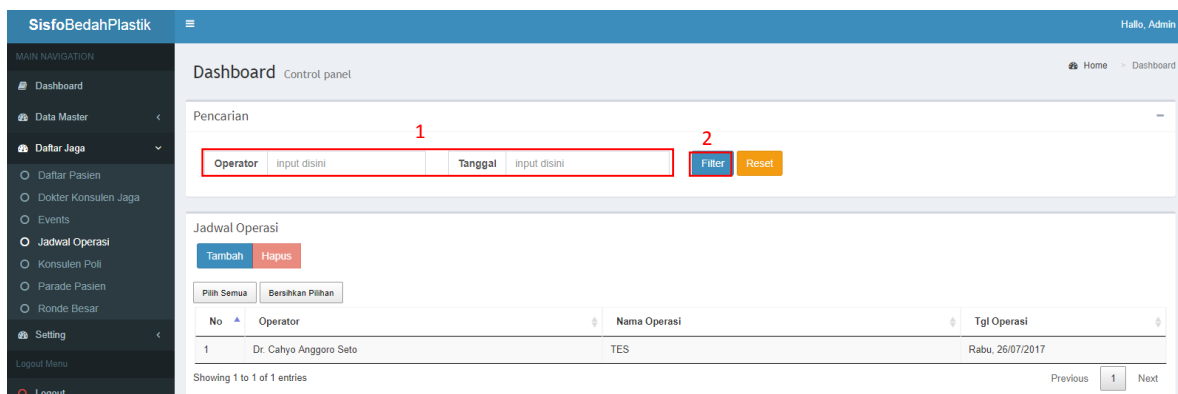 SisfoBedahPlastik
Hallo, Admin
MAIN NAVIGATION
Dashboard
Data Master
Daftar Jaga
Daftar Pasien
Dokter Konsulen Jaga
Events
Jadwal Operasi
Konsulen Poli
Parade Pasien
Ronde Besar
Setting
Logout Menu
Logout
Dashboard Control panel
Home > Dashboard
Pencarian
1
2
Operator input disini Tanggal input disini Filter Reset
Jadwal Operasi
Tambah Hapus
Pilih Semua Bersihkan Pilihan
No Operator Nama Operasi Tgl Operasi
1 Dr. Cahyo Anggoro Seto TES Rabu, 26/07/2017
Showing 1 to 1 of 1 entries
Previous 1 Next